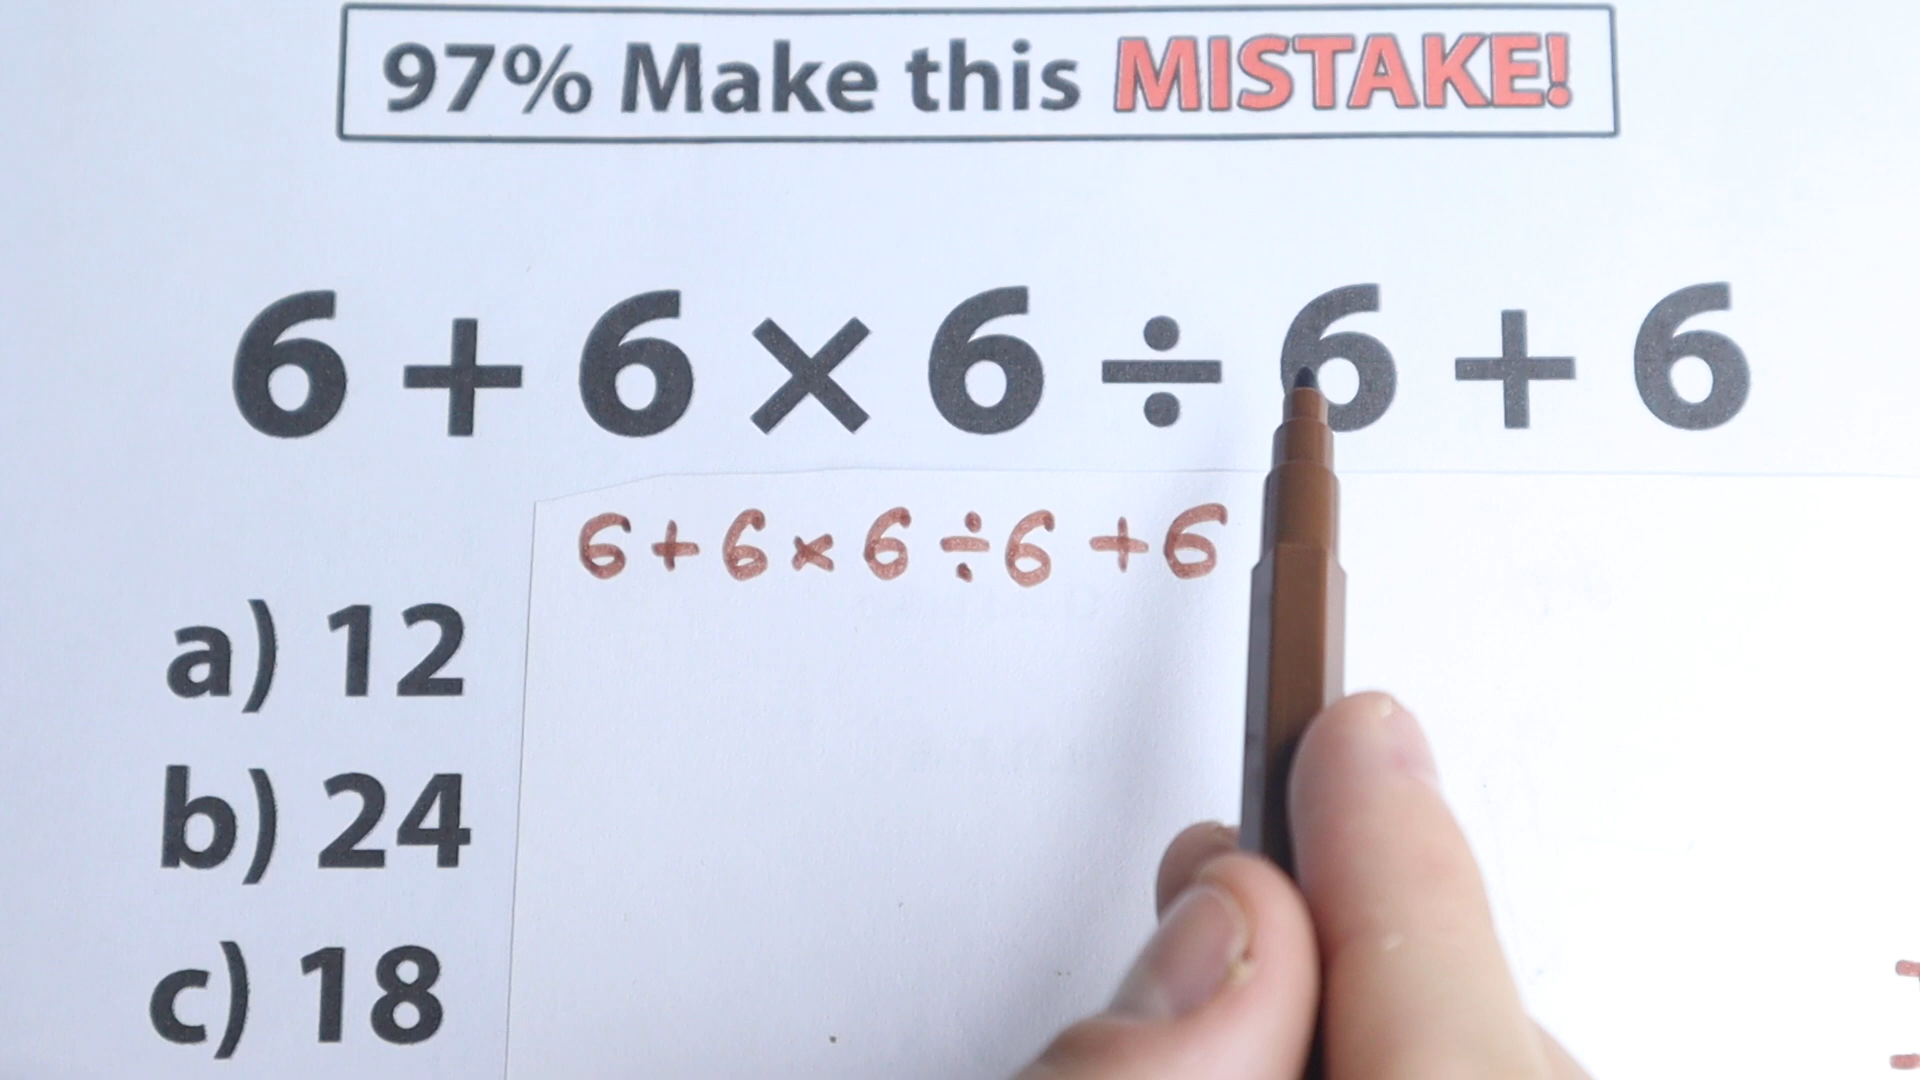 97% Make this MISTAKE!
6 + 6 × 6 ÷ 6 + 6
6 + 6 × 6 ÷ 6 + 6
a) 12
b) 24
c) 18